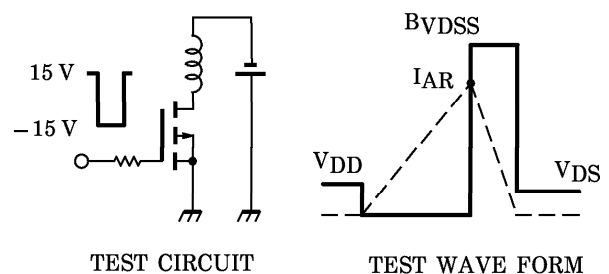 15 V
−15 V
TEST CIRCUIT
BVDSS
IAR
VDD
VDS
TEST WAVE FORM